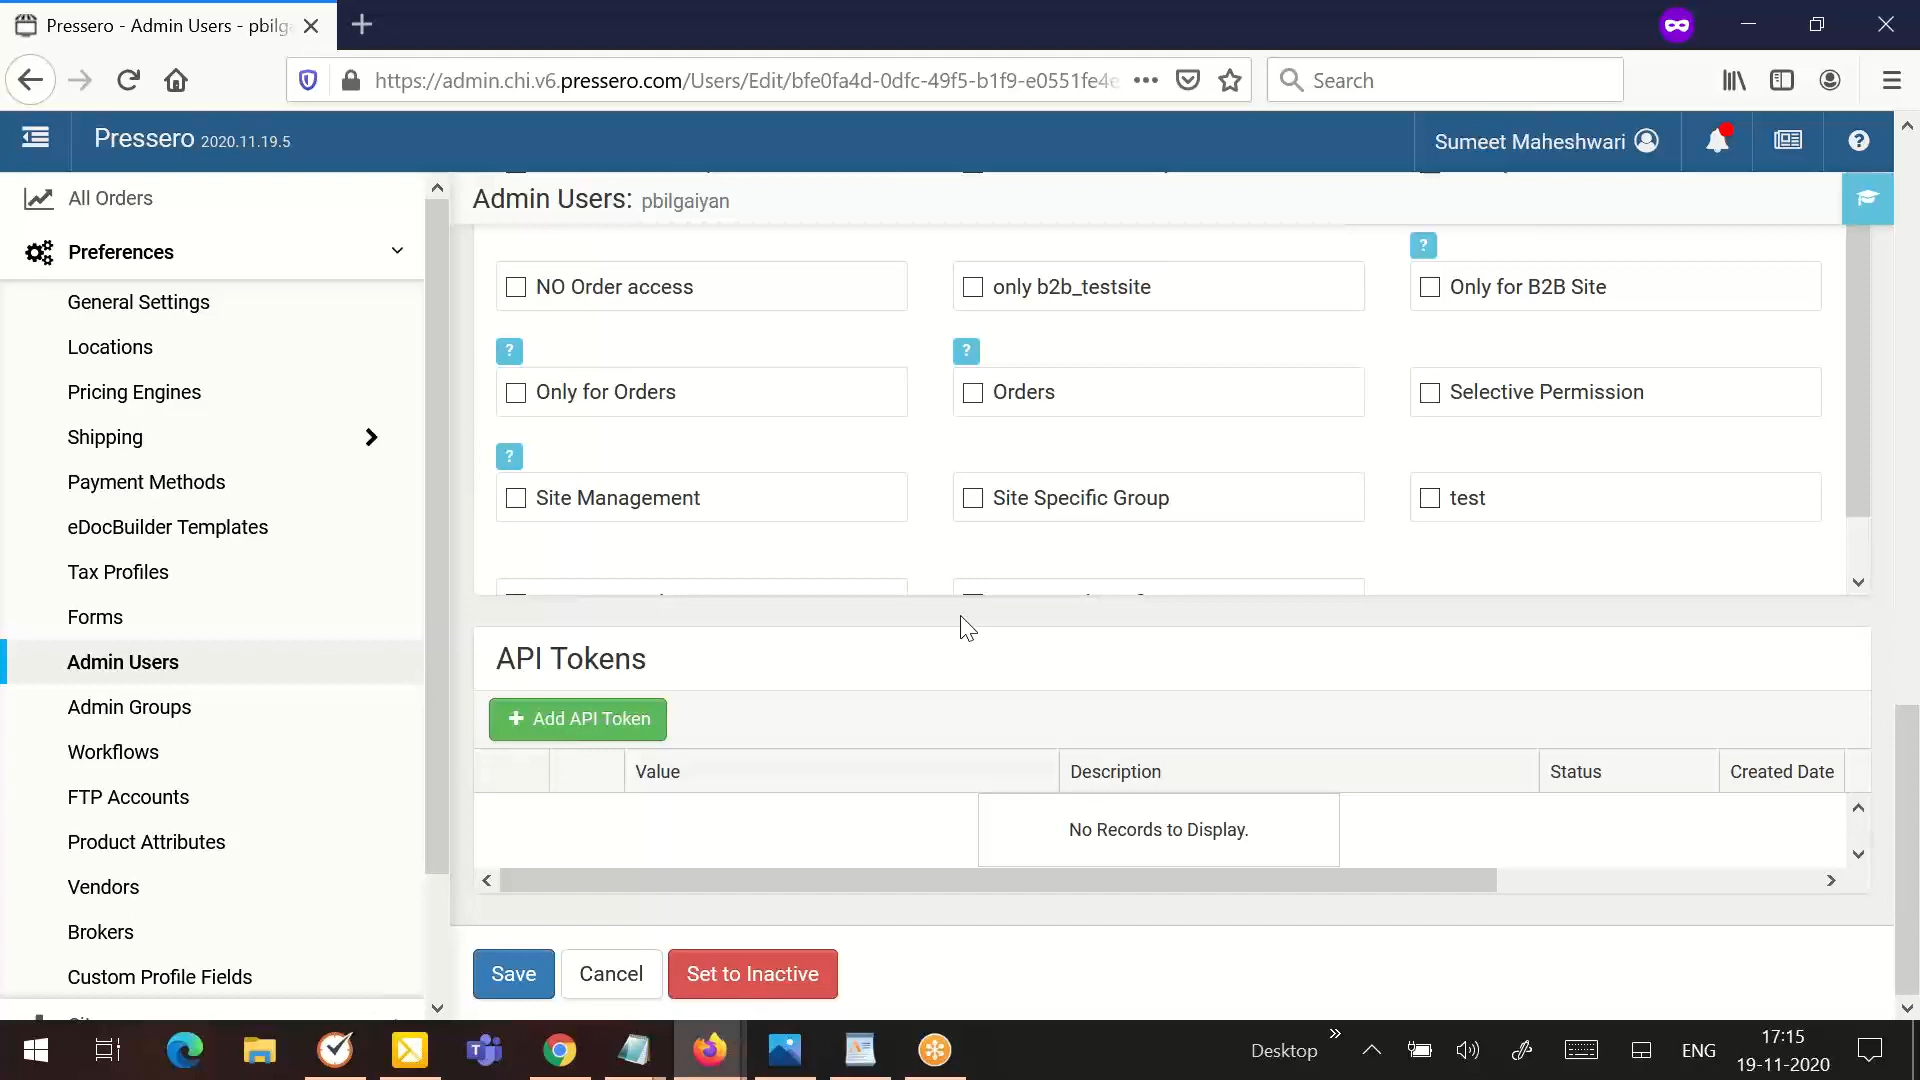 Pressero - Admin Users - pbilg
https://admin.chi.v6.pressero.com/Users/Edit/bfe0fa4d-0dfc-49f5-b1f9-e0551fe4e
Search
Pressero 2020.11.19.5
Sumeet Maheshwari
All Orders
Preferences
General Settings
Locations
Pricing Engines
Shipping
Payment Methods
eDocBuilder Templates
Tax Profiles
Forms
Admin Users
Admin Groups
Workflows
FTP Accounts
Product Attributes
Vendors
Brokers
Custom Profile Fields
Admin Users: pbilgaiyan
?
NO Order access
only b2b_testsite
Only for B2B Site
?
?
Only for Orders
Orders
Selective Permission
?
Site Management
Site Specific Group
test
API Tokens
+ Add API Token
Value
Description
Status
Created Date
No Records to Display.
Save
Cancel
Set to Inactive
Desktop
ENG
17:15
19-11-2020